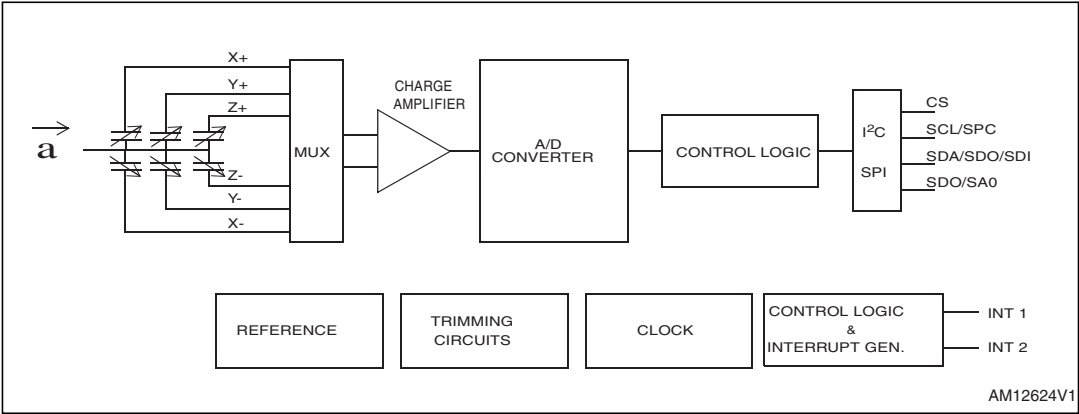 X+
Y+
Z+
a
Z-
Y-
X-
MUX
CHARGE
AMPLIFIER
A/D
CONVERTER
CONTROL LOGIC
I²C
SPI
CS
SCL/SPC
SDA/SDO/SDI
SDO/SA0
REFERENCE
TRIMMING
CIRCUITS
CLOCK
CONTROL LOGIC
&
INTERRUPT GEN.
INT 1
INT 2
AM12624V1